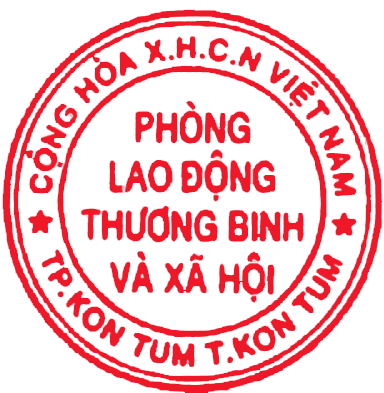 CỘNG HÒA X.H.C.N VIỆT NAM
PHÒNG
LAO ĐỘNG
THƯƠNG BINH
VÀ XÃ HỘI
★ TP.KON TUM T.KON TUM ★